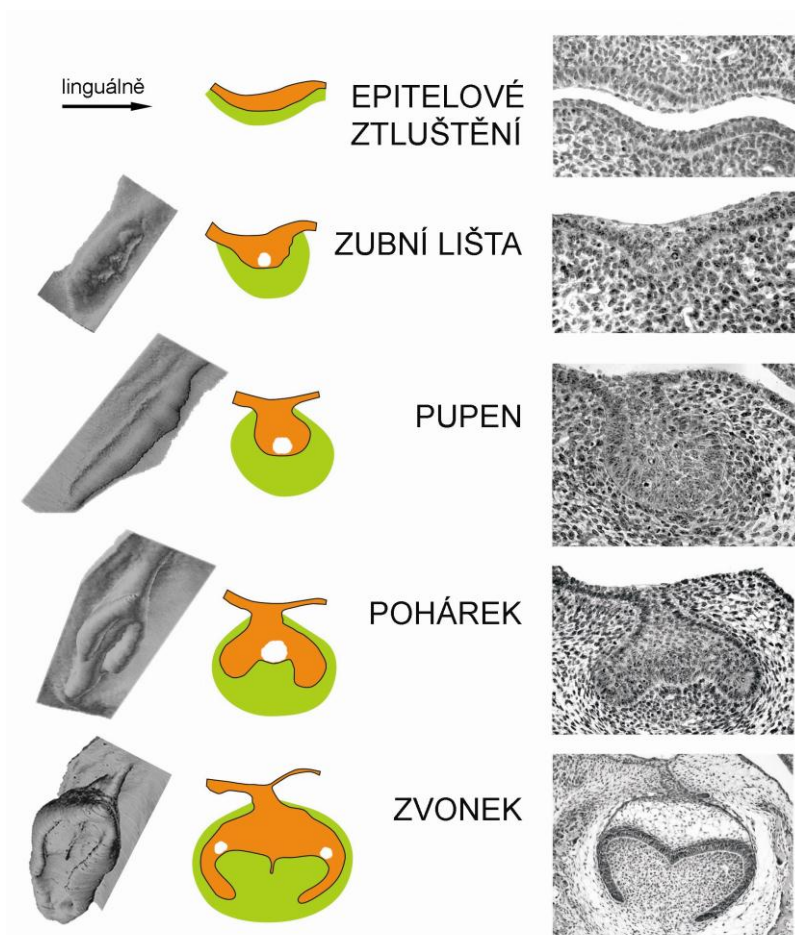 linguálně
EPITELOVÉ
ZTLUŠTĚNÍ
ZUBNÍ LIŠTA
PUPEN
POHÁREK
ZVONEK